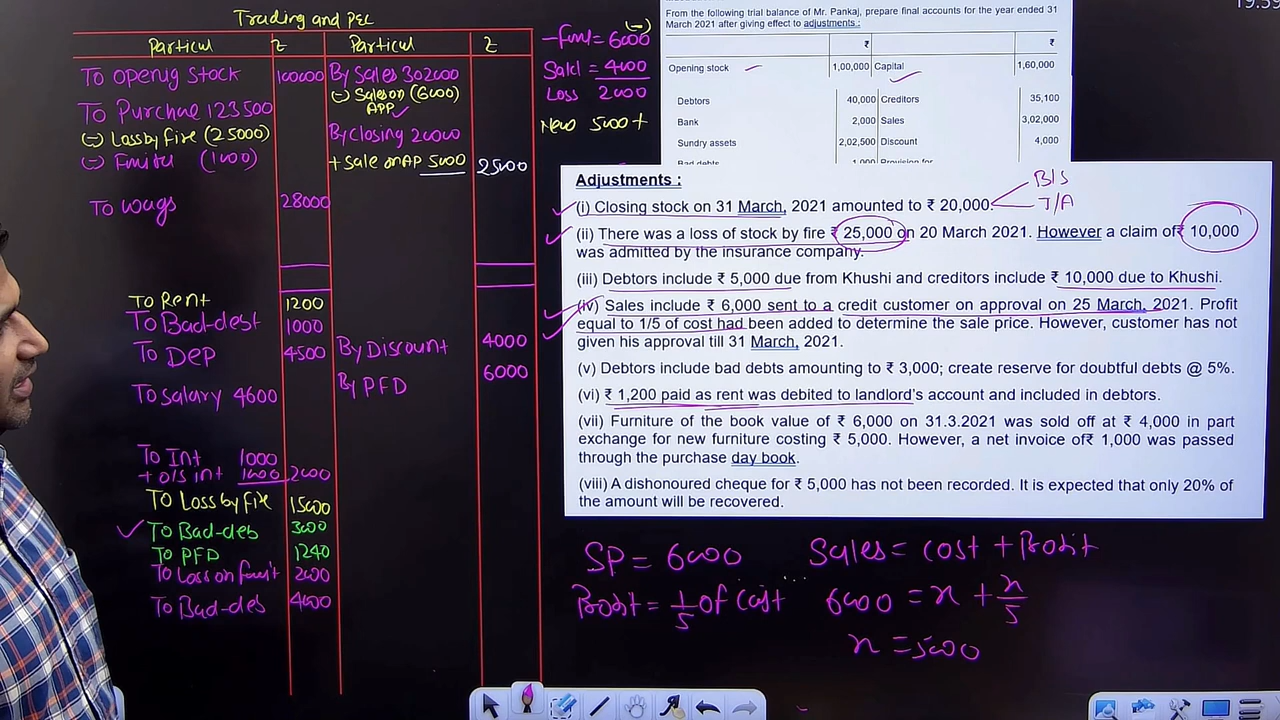 Trading and P&L
Particul ₹ Particul ₹
To openig stock 100000 By Sales 302000
(-) Sales on (6000)
APP
To Purchae 123500
(-) Loss by fire (25000) By closing 20000
(-) Funitu (1000) + Sale on AP 5000 25000
To wags 28000
To Rent 1200
To Bad-dest 1000
To Dep 4500 By Discount 4000
To Salary 4600 By PFD 6000
To Int 1000
+ o/s int 1000 2000
To Loss by fire 15000
To Bad-deb 3000
To PFD 1240
To Loss on funit 2000
To Bad-des 4000
(-)
- Funt = 6000
Sald = 4000
Loss 2000
New 5000 +
From the following trial balance of Mr. Pankaj, prepare final accounts for the year ended 31
March 2021 after giving effect to adjustments :
₹ ₹
Opening stock 1,00,000 Capital 1,60,000
Debtors 40,000 Creditors 35,100
Bank 2,000 Sales 3,02,000
Sundry assets 2,02,500 Discount 4,000
Bad debts 1,000 Provision for
Adjustments :
B/S
(i) Closing stock on 31 March, 2021 amounted to ₹ 20,000. T/A
(ii) There was a loss of stock by fire ₹ 25,000 on 20 March 2021. However a claim of ₹ 10,000
was admitted by the insurance company.
(iii) Debtors include ₹ 5,000 due from Khushi and creditors include ₹ 10,000 due to Khushi.
(iv) Sales include ₹ 6,000 sent to a credit customer on approval on 25 March, 2021. Profit
equal to 1/5 of cost had been added to determine the sale price. However, customer has not
given his approval till 31 March, 2021.
(v) Debtors include bad debts amounting to ₹ 3,000; create reserve for doubtful debts @ 5%.
(vi) ₹ 1,200 paid as rent was debited to landlord's account and included in debtors.
(vii) Furniture of the book value of ₹ 6,000 on 31.3.2021 was sold off at ₹ 4,000 in part
exchange for new furniture costing ₹ 5,000. However, a net invoice of₹ 1,000 was passed
through the purchase day book.
(viii) A dishonoured cheque for ₹ 5,000 has not been recorded. It is expected that only 20% of
the amount will be recovered.
SP = 6000 Sales = Cost + Profit
Profit = 1/5 of Cost 6000 = x + x/5
x = 5000